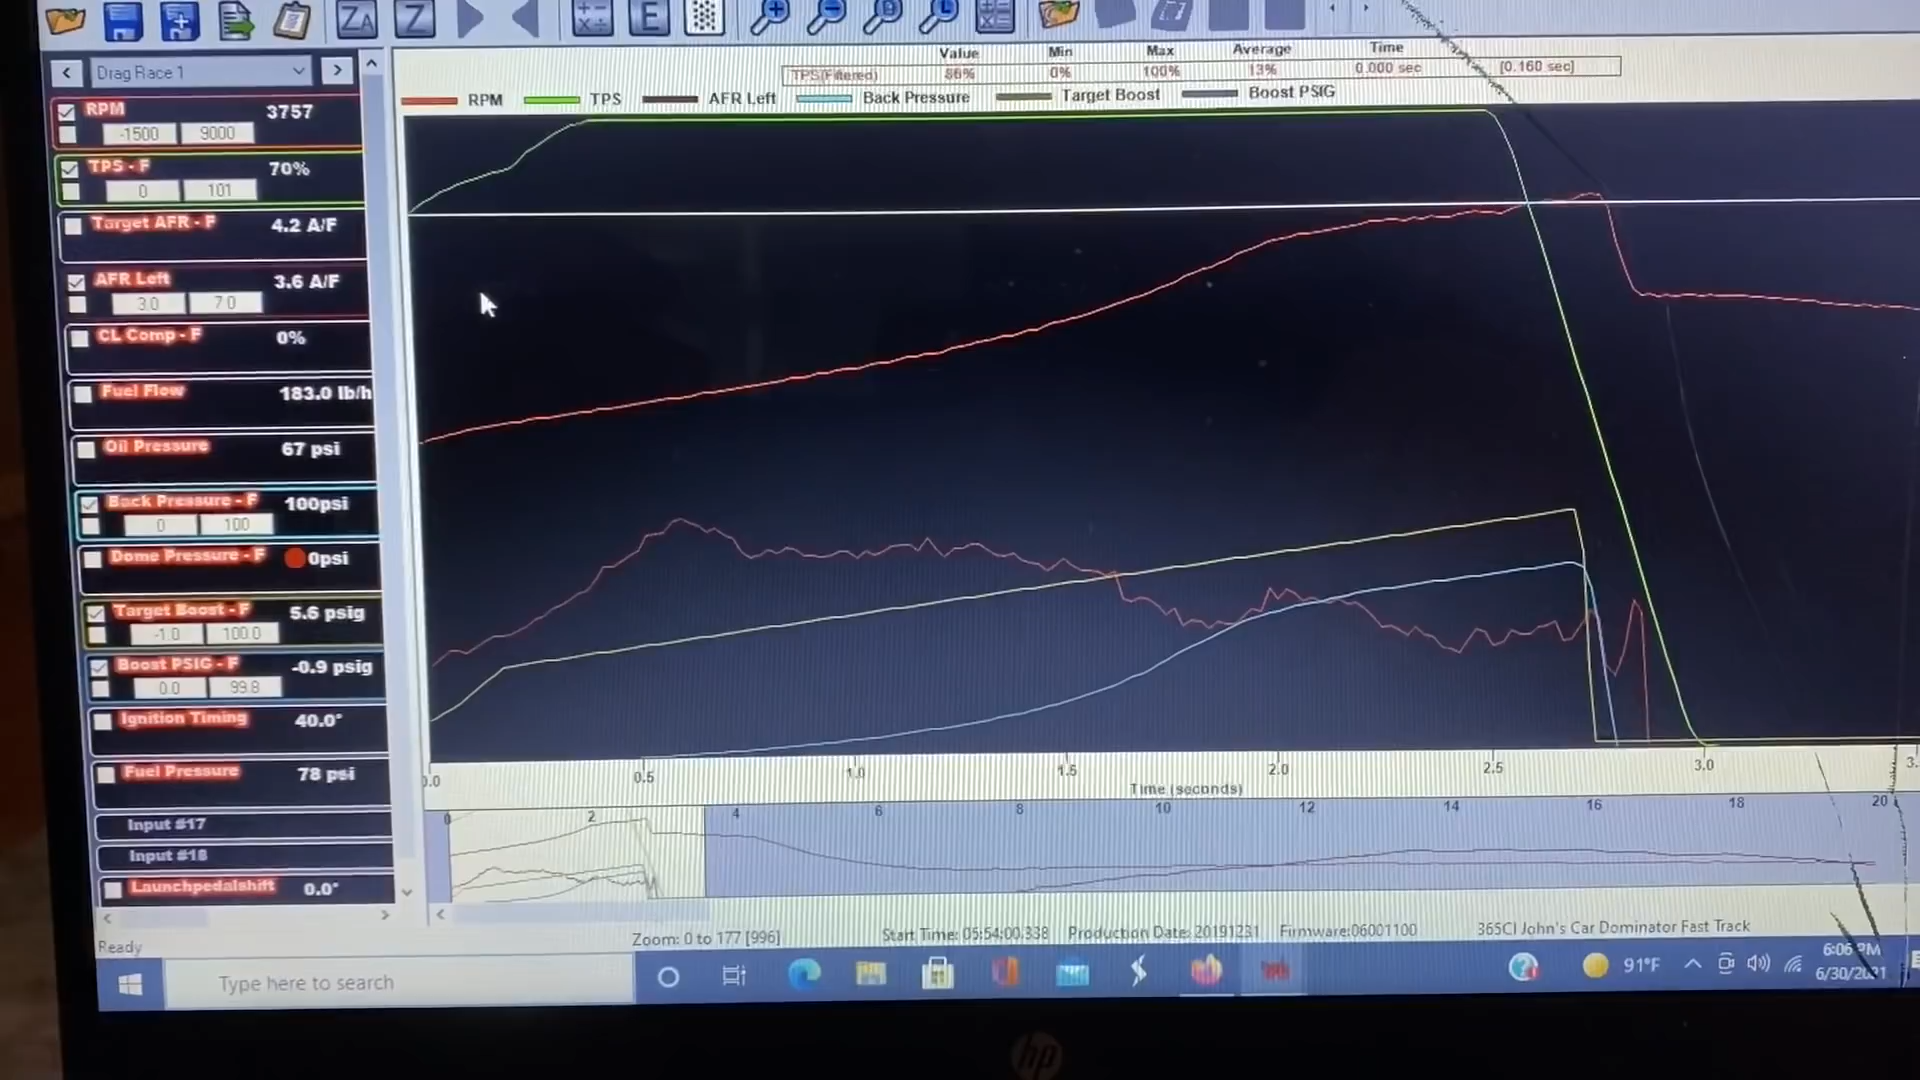 ZA Z E
Value Min Max Average Time
TPS(Filtered) 86% 0% 100% 13% 0.000 sec [0.160 sec]
RPM TPS AFR Left Back Pressure Target Boost Boost PSIG
Drag Race 1
RPM 3757
-1500 9000
TPS - F 70%
0 101
Target AFR - F 4.2 A/F
AFR Left 3.6 A/F
3.0 7.0
CL Comp - F 0%
Fuel Flow 183.0 lb/h
Oil Pressure 67 psi
Back Pressure - F 100psi
0 100
Dome Pressure - F 0psi
Target Boost - F 5.6 psig
-1.0 100.0
Boost PSIG - F -0.9 psig
0.0 99.8
Ignition Timing 40.0°
Fuel Pressure 78 psi
Input #17
Input #18
Launchpedalshift 0.0°
0.0 0.5 1.0 1.5 2.0 2.5 3.0 3.
Time (seconds)
0 2 4 6 8 10 12 14 16 18 20
Ready
Zoom: 0 to 177 [996] Start Time: 05:54:00.338 Production Date: 20191231 Firmware:06001100 365CI John's Car Dominator Fast Track
Type here to search
91°F
6:06 PM
6/30/2021
hp